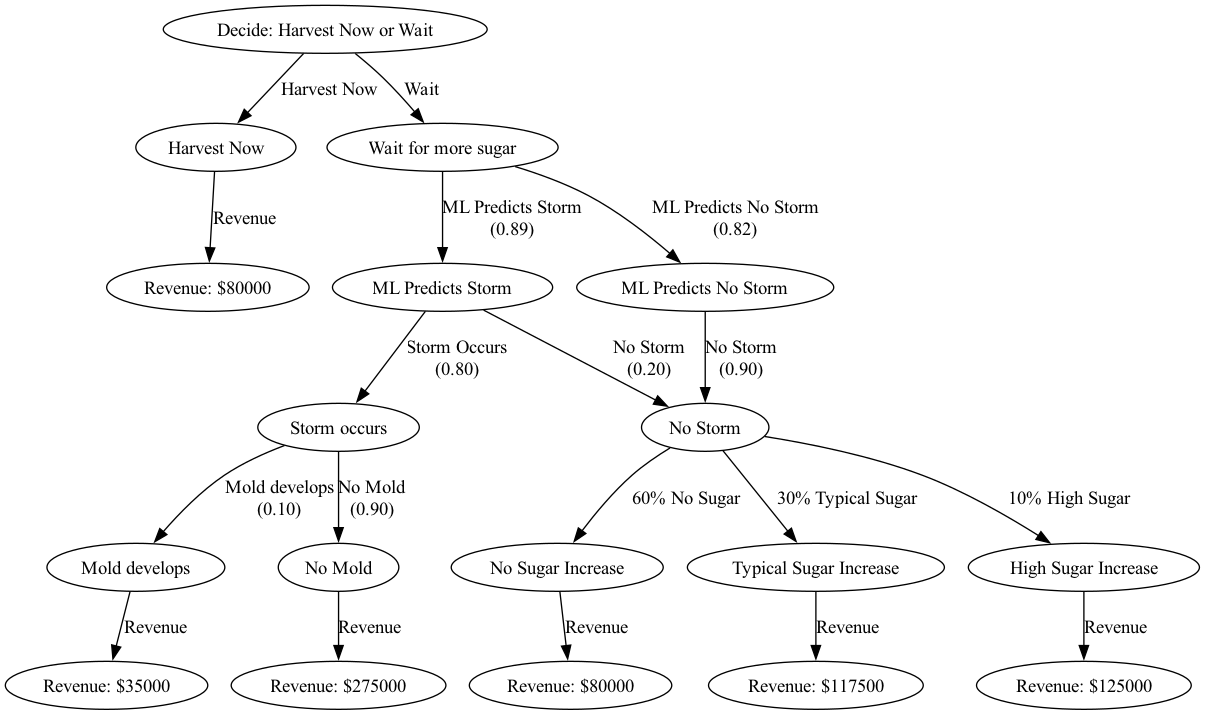 Decide: Harvest Now or Wait
Harvest Now
Wait
Harvest Now
Wait for more sugar
Revenue
ML Predicts Storm
(0.89)
ML Predicts No Storm
(0.82)
Revenue: $80000
ML Predicts Storm
ML Predicts No Storm
Storm Occurs
(0.80)
No Storm
(0.20)
No Storm
(0.90)
Storm occurs
No Storm
Mold develops
(0.10)
No Mold
(0.90)
60% No Sugar
30% Typical Sugar
10% High Sugar
Mold develops
No Mold
No Sugar Increase
Typical Sugar Increase
High Sugar Increase
Revenue
Revenue
Revenue
Revenue
Revenue
Revenue: $35000
Revenue: $275000
Revenue: $80000
Revenue: $117500
Revenue: $125000